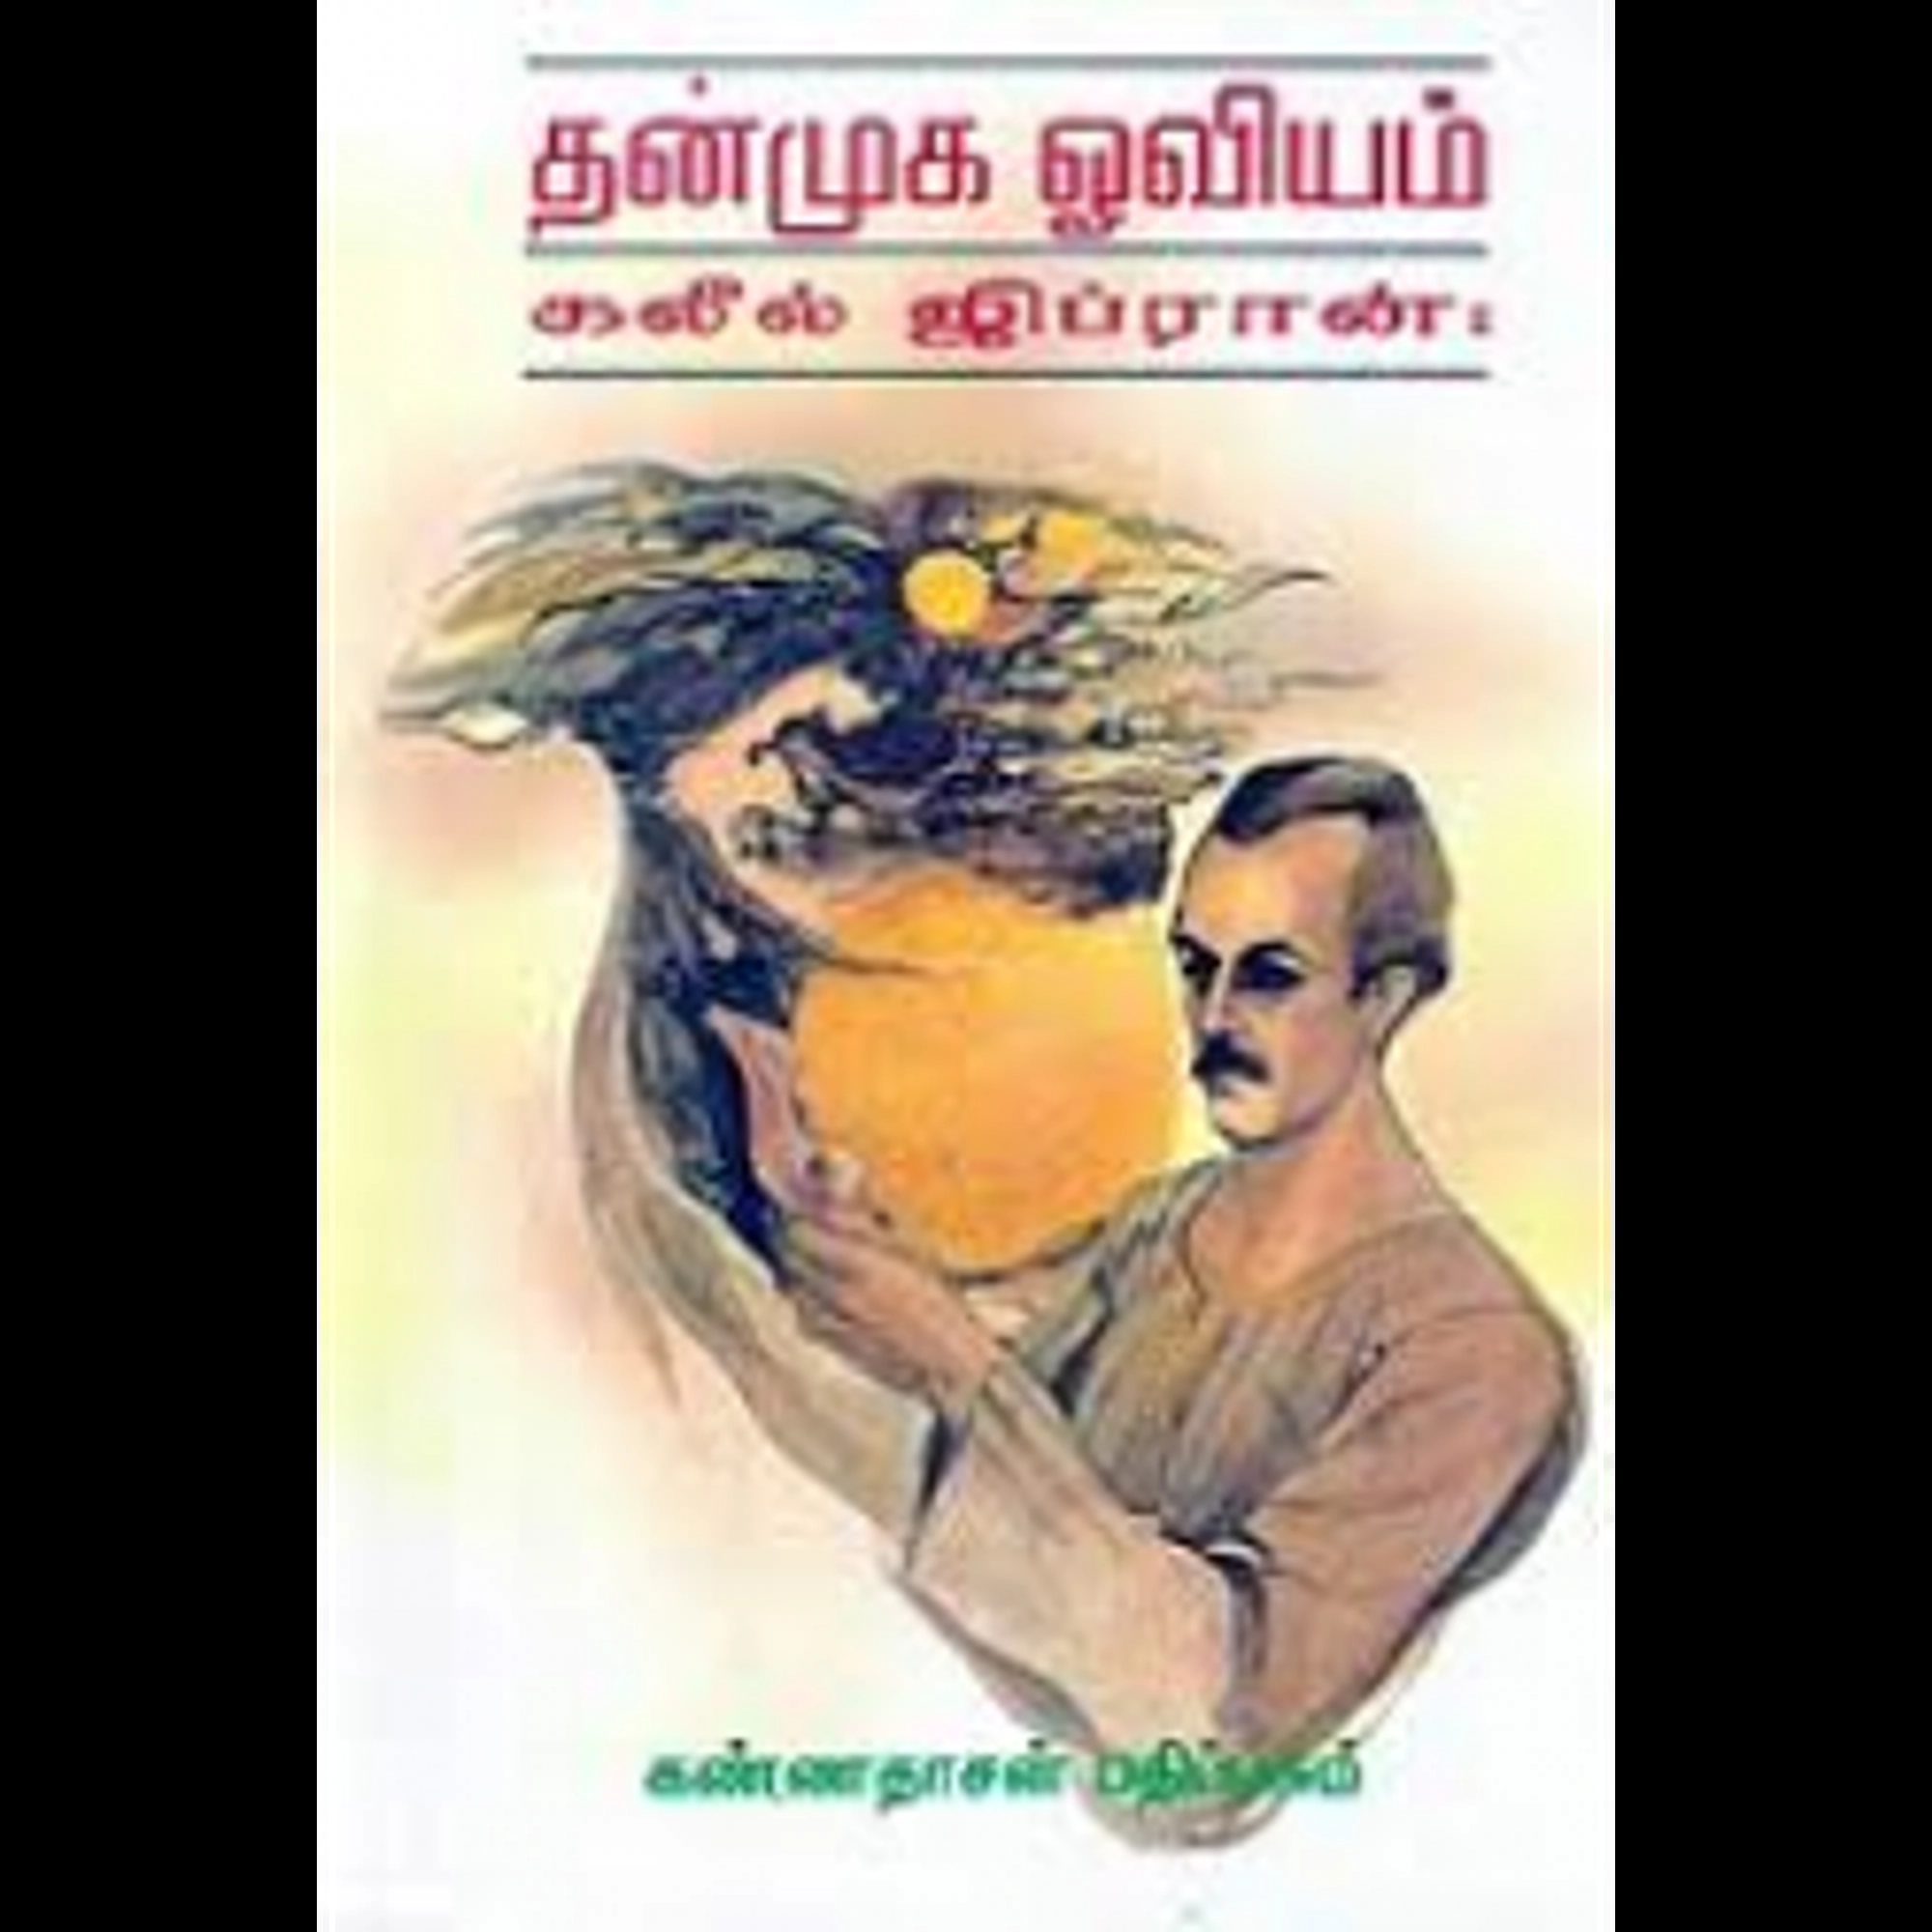 தன்முக ஓவியம்
கலீல் ஜிப்ரான்:
கண்ணதாசன் பதிப்பகம்